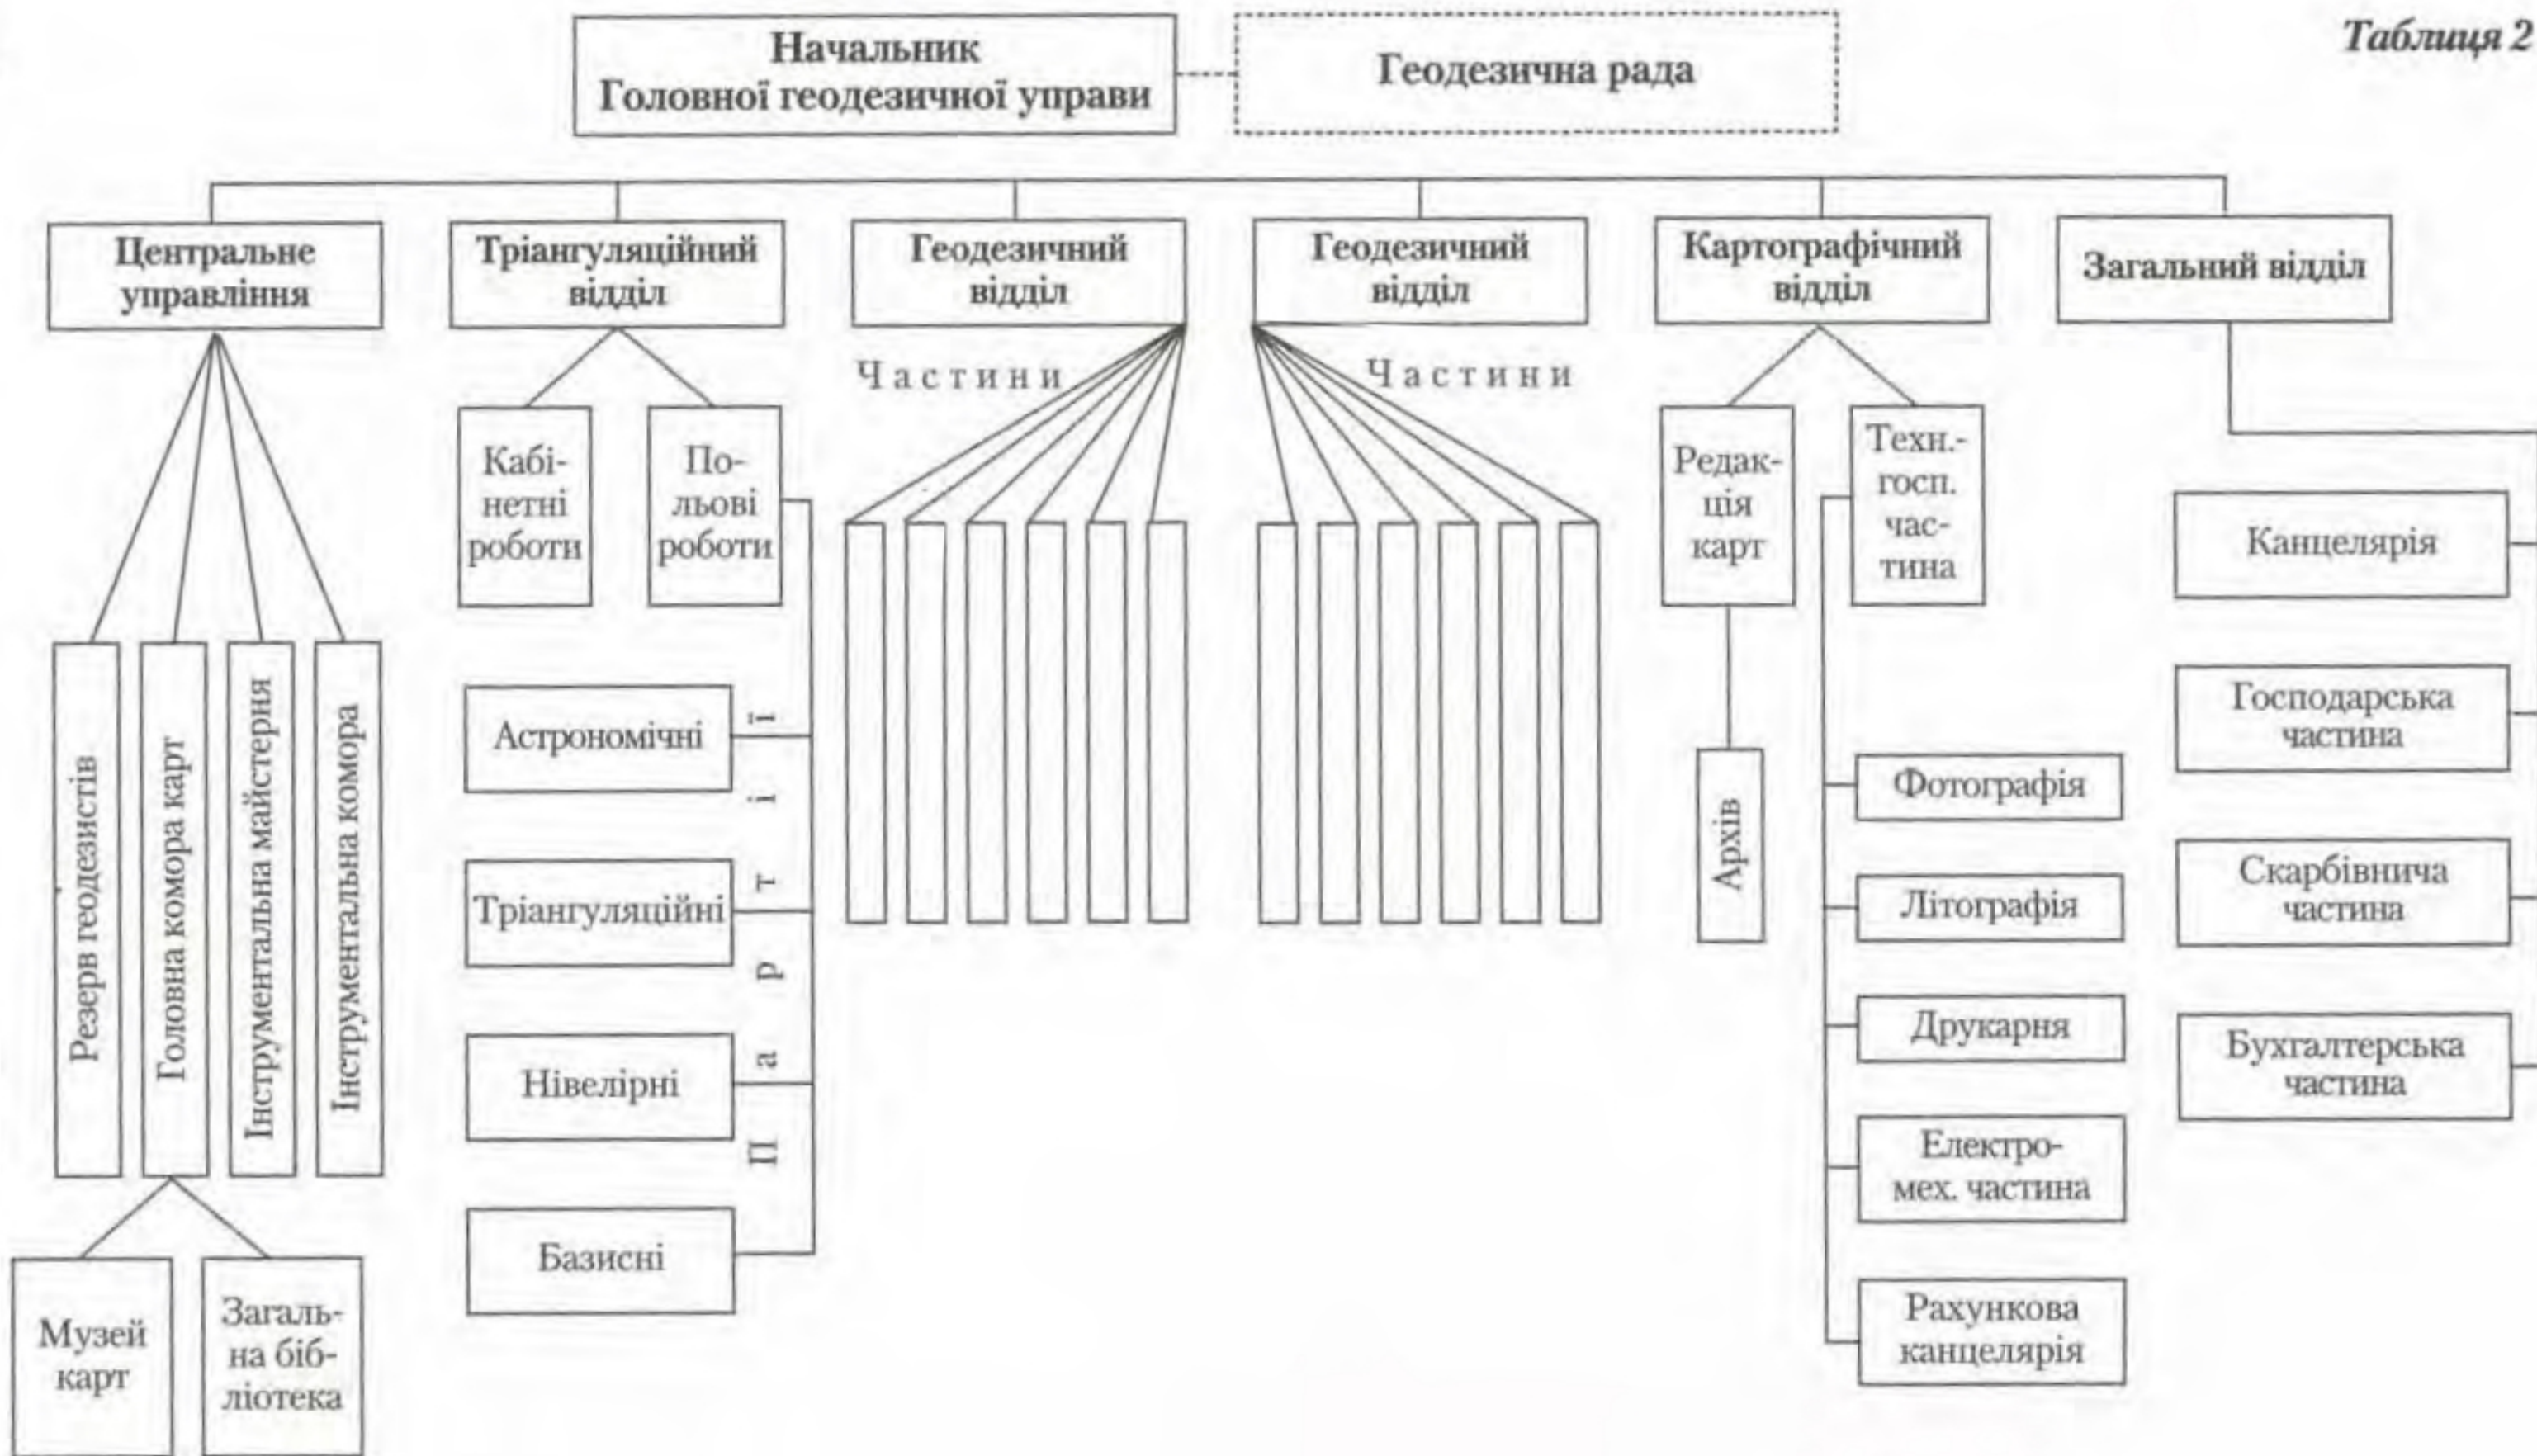 Таблиця 2
Начальник
Головної геодезичної управи
Геодезична рада
Центральне
управління
Тріангуляційний
відділ
Геодезичний
відділ
Геодезичний
відділ
Картографічний
відділ
Загальний відділ
Резерв геодезистів
Головна комора карт
Інструментальна майстерня
Інструментальна комора
Музей
карт
Загаль-
на біб-
ліотека
Кабі-
нетні
роботи
По-
льові
роботи
Партії
Астрономічні
Тріангуляційні
Нівелірні
Базисні
Частини
Частини
Редак-
ція
карт
Архів
Техн.-
госп.
час-
тина
Фотографія
Літографія
Друкарня
Електро-
мех. частина
Рахункова
канцелярія
Канцелярія
Господарська
частина
Скарбівнича
частина
Бухгалтерська
частина